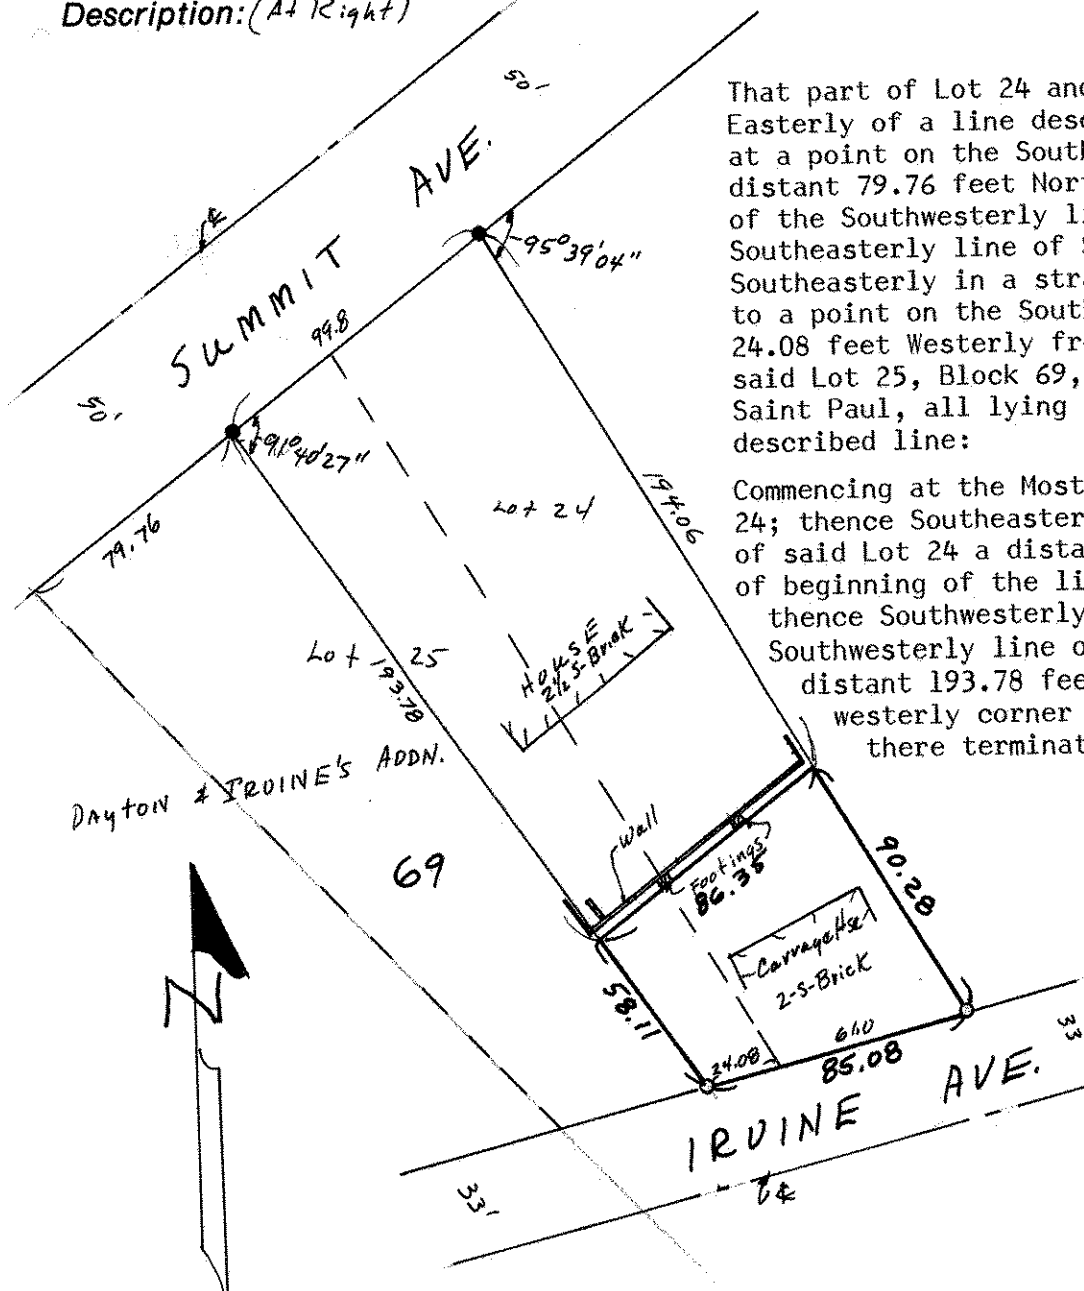 Description: (At Right)
That part of Lot 24 and
Easterly of a line desc
at a point on the South
distant 79.76 feet Nor
of the Southwesterly li
Southeasterly line of S
Southeasterly in a stra
to a point on the South
24.08 feet Westerly fr
said Lot 25, Block 69,
Saint Paul, all lying
described line:
Commencing at the Most
24; thence Southeaster
of said Lot 24 a dista
of beginning of the li
thence Southwesterly
Southwesterly line o
distant 193.78 fee
westerly corner
there terminat
50'
SUMMIT AVE.
50'
95°39'04"
99.8
91°40'27"
79.76
Lot 24
194.06
Lot 25
193.78
HOUSE
2½ S-Brick
DAYTON & IRVINE'S ADDN.
69
Wall
Footings
86.35
90.28
Carrage Hse
2-S-Brick
58.11
24.08
61.0
85.08
33
IRVINE AVE.
33'
N